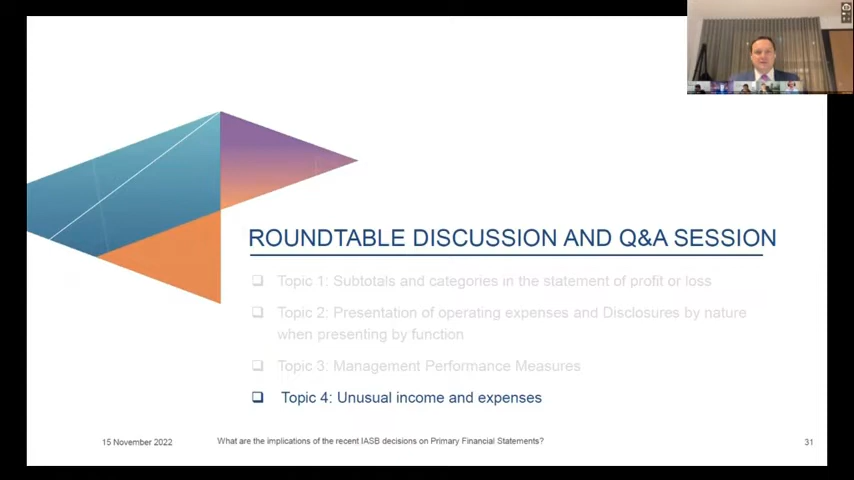 ROUNDTABLE DISCUSSION AND Q&A SESSION
Topic 1: Subtotals and categories in the statement of profit or loss
Topic 2: Presentation of operating expenses and Disclosures by nature
when presenting by function
Topic 3: Management Performance Measures
Topic 4: Unusual income and expenses
15 November 2022
What are the implications of the recent IASB decisions on Primary Financial Statements?
31